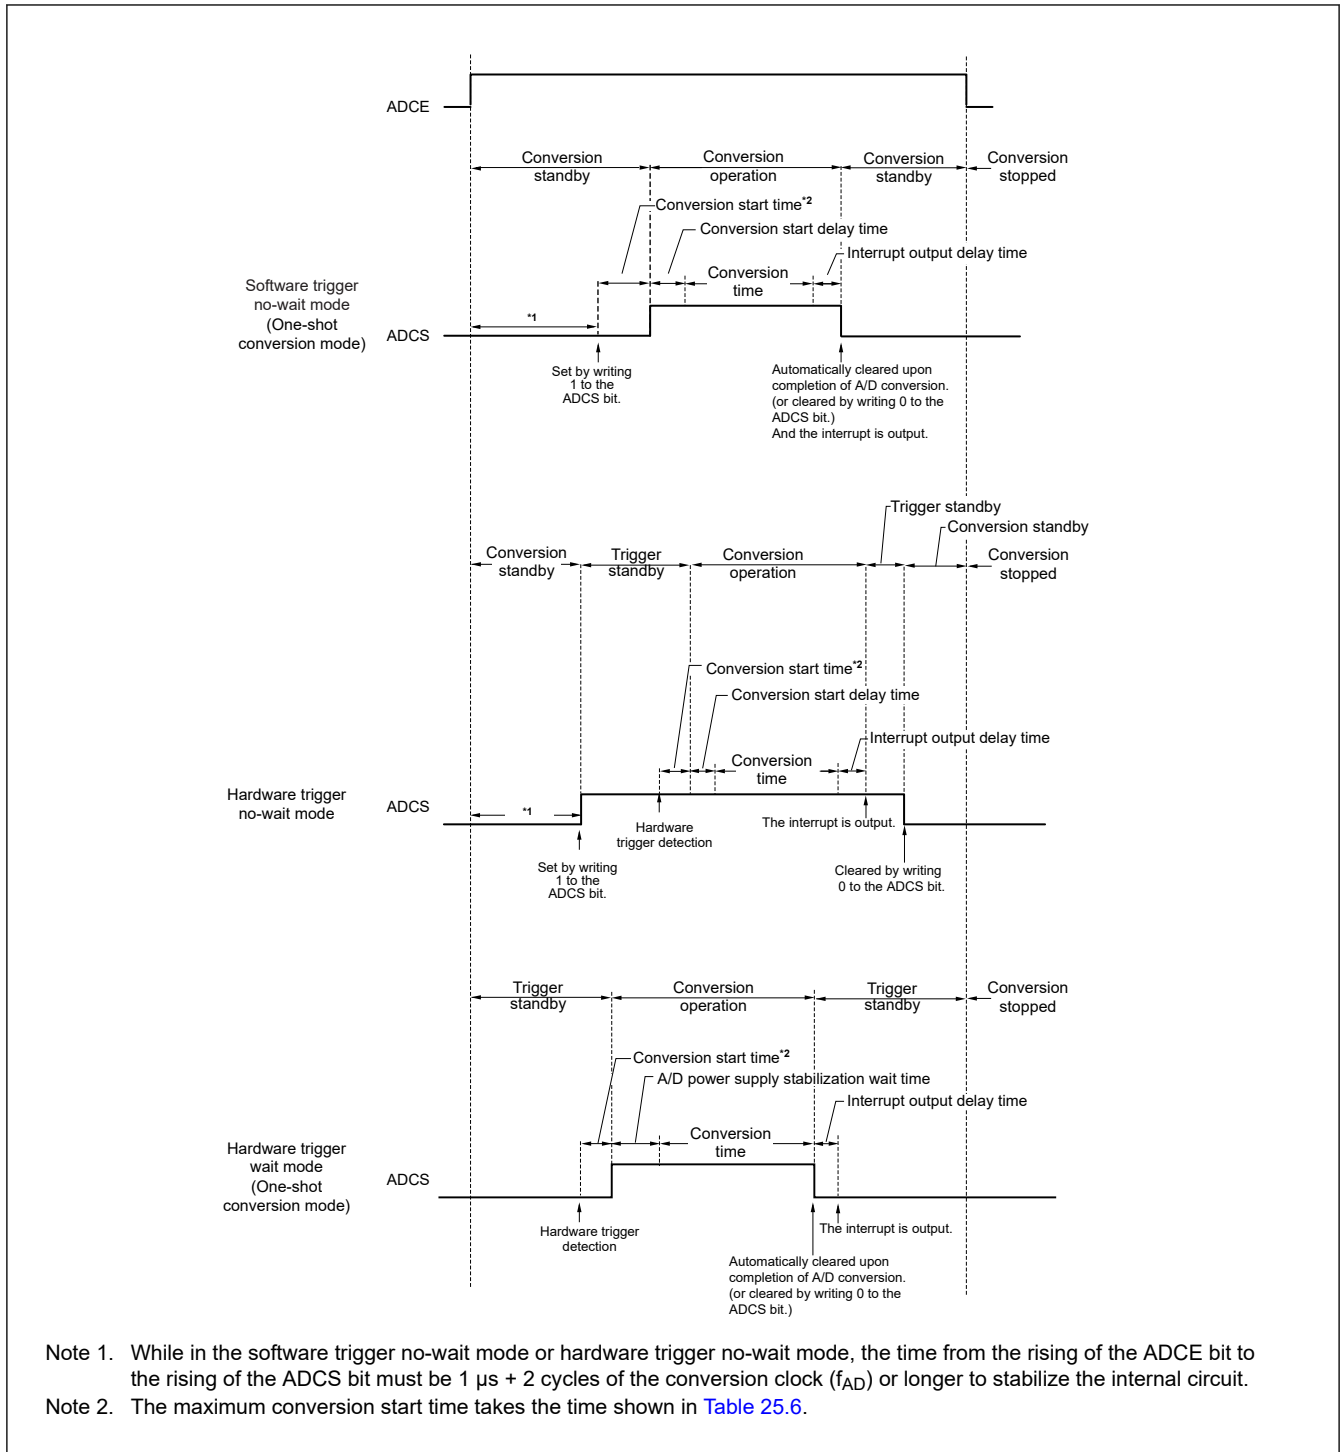 ADCE
Conversion
standby
Conversion
operation
Conversion
standby
Conversion
stopped
Conversion start time*2
Conversion start delay time
Interrupt output delay time
Conversion
time
Software trigger
no-wait mode
(One-shot
conversion mode)
ADCS
*1
Set by writing
1 to the
ADCS bit.
Automatically cleared upon
completion of A/D conversion.
(or cleared by writing 0 to the
ADCS bit.)
And the interrupt is output.
Trigger standby
Conversion standby
Conversion
standby
Trigger
standby
Conversion
operation
Conversion
stopped
Conversion start time*2
Conversion start delay time
Interrupt output delay time
Conversion
time
Hardware trigger
no-wait mode
ADCS
*1
Hardware
trigger detection
The interrupt is output.
Set by writing
1 to the
ADCS bit.
Cleared by writing
0 to the ADCS bit.
Trigger
standby
Conversion
operation
Trigger
standby
Conversion
stopped
Conversion start time*2
A/D power supply stabilization wait time
Interrupt output delay time
Conversion
time
Hardware trigger
wait mode
(One-shot
conversion mode)
ADCS
Hardware trigger
detection
The interrupt is output.
Automatically cleared upon
completion of A/D conversion.
(or cleared by writing 0 to the
ADCS bit.)
Note 1. While in the software trigger no-wait mode or hardware trigger no-wait mode, the time from the rising of the ADCE bit to
the rising of the ADCS bit must be 1 µs + 2 cycles of the conversion clock (fAD) or longer to stabilize the internal circuit.
Note 2. The maximum conversion start time takes the time shown in Table 25.6.